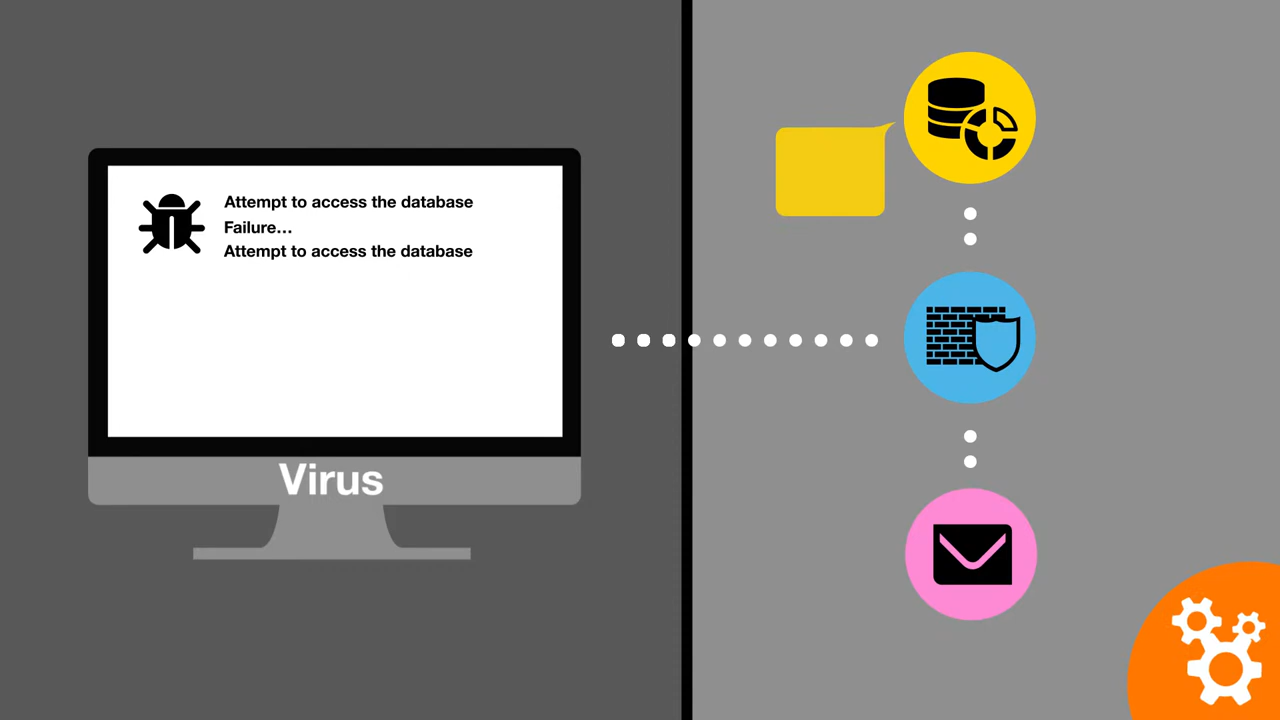 Attempt to access the database
Failure...
Attempt to access the database
Virus